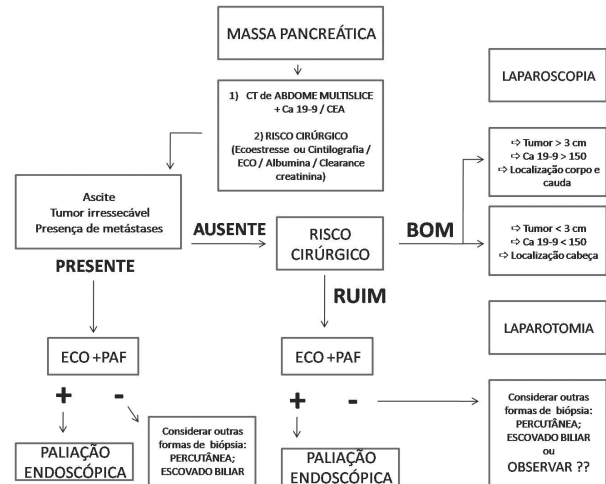 MASSA PANCREÁTICA
1) CT de ABDOME MULTISLICE
+ Ca 19-9 / CEA
2) RISCO CIRÚRGICO
(Ecoestresse ou Cintilografia /
ECO / Albumina / Clearance
creatinina)
LAPAROSCOPIA
⇨ Tumor > 3 cm
⇨ Ca 19-9 > 150
⇨ Localização corpo e
cauda
Ascite
Tumor irressecável
Presença de metástases
AUSENTE
RISCO
CIRÚRGICO
BOM
⇨ Tumor < 3 cm
⇨ Ca 19-9 < 150
⇨ Localização cabeça
PRESENTE
RUIM
LAPAROTOMIA
ECO +PAF
ECO +PAF
+ -
+ -
Considerar outras
formas de biópsia:
PERCUTÂNEA;
ESCOVADO BILIAR
ou
OBSERVAR ??
PALIAÇÃO
ENDOSCÓPICA
Considerar outras
formas de biópsia:
PERCUTÂNEA;
ESCOVADO BILIAR
PALIAÇÃO
ENDOSCÓPICA